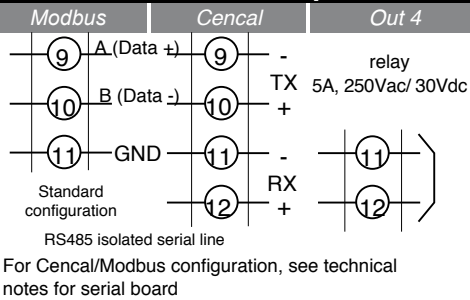 Modbus Cencal Out 4
9 A (Data +) 9 -
TX
relay
5A, 250Vac/ 30Vdc
10 B (Data -) 10 +
11 GND 11 -
RX
11
12 +
12
Standard
configuration
RS485 isolated serial line
For Cencal/Modbus configuration, see technical
notes for serial board